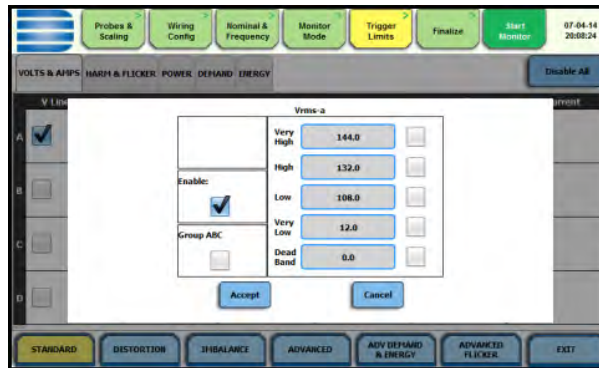 Probes & Scaling
Wiring Config
Nominal & Frequency
Monitor Mode
Trigger Limits
Finalize
Start Monitor
07-04-14
20:08:24
VOLTS & AMPS
HARM & FLICKER
POWER
DEMAND
ENERGY
Disable All
V Line
Vrms-a
A
B
C
D
Enable:
Group ABC
Very High
144.0
High
132.0
Low
108.0
Very Low
12.0
Dead Band
0.0
Accept
Cancel
STANDARD
DISTORTION
IMBALANCE
ADVANCED
ADV DEMAND & ENERGY
ADVANCED FLICKER
EXIT